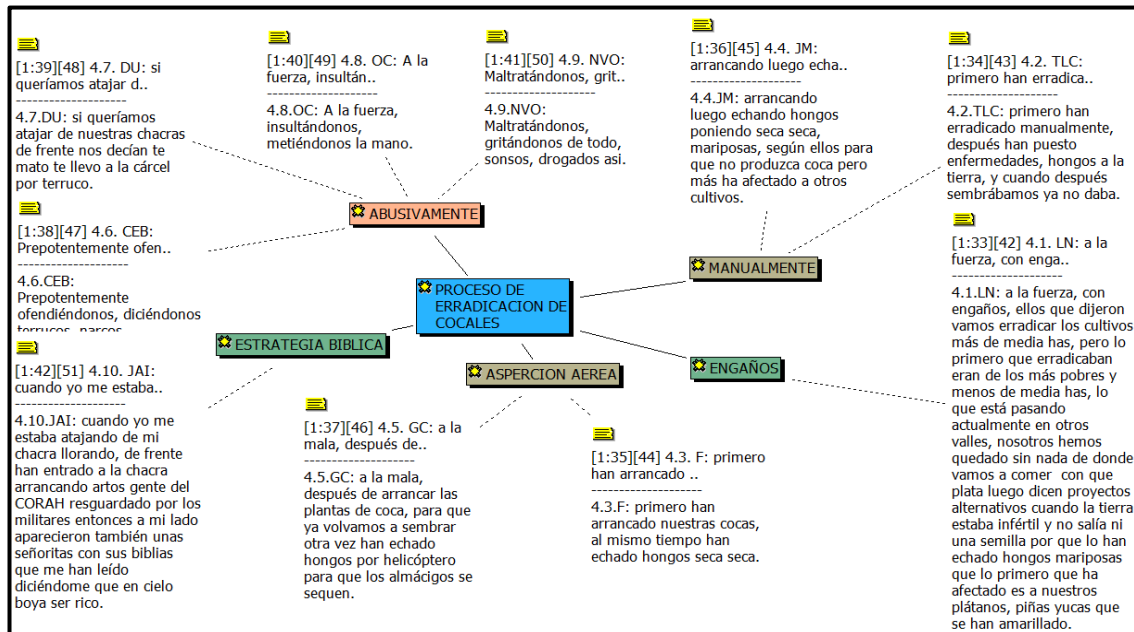 [1:39][48] 4.7. DU: si
queríamos atajar d..
--------------------
4.7.DU: si queríamos
atajar de nuestras chacras
de frente nos decían te
mato te llevo a la cárcel
por terruco.
[1:40][49] 4.8. OC: A la
fuerza, insultán..
--------------------
4.8.OC: A la fuerza,
insultándonos,
metiéndonos la mano.
[1:41][50] 4.9. NVO:
Maltratándonos, grit..
--------------------
4.9.NVO:
Maltratándonos,
gritándonos de todo,
sonsos, drogados asi.
[1:36][45] 4.4. JM:
arrancando luego echa..
--------------------
4.4.JM: arrancando
luego echando hongos
poniendo seca seca,
mariposas, según ellos para
que no produzca coca pero
más ha afectado a otros
cultivos.
[1:34][43] 4.2. TLC:
primero han erradica..
--------------------
4.2.TLC: primero han
erradicado manualmente,
después han puesto
enfermedades, hongos a la
tierra, y cuando después
sembrábamos ya no daba.
ABUSIVAMENTE
[1:38][47] 4.6. CEB:
Prepotentemente ofen..
--------------------
4.6.CEB:
Prepotentemente
ofendiéndonos, diciéndonos
terrucos, narcos
MANUALMENTE
PROCESO DE
ERRADICACION DE
COCALES
ESTRATEGIA BIBLICA
ASPERCION AEREA
ENGAÑOS
[1:33][42] 4.1. LN: a la
fuerza, con enga..
--------------------
4.1.LN: a la fuerza, con
engaños, ellos que dijeron
vamos erradicar los cultivos
más de media has, pero lo
primero que erradicaban
eran de los más pobres y
menos de media has, lo
que está pasando
actualmente en otros
valles, nosotros hemos
quedado sin nada de donde
vamos a comer con que
plata luego dicen proyectos
alternativos cuando la tierra
estaba infértil y no salía ni
una semilla por que lo han
echado hongos mariposas
que lo primero que ha
afectado es a nuestros
plátanos, piñas yucas que
se han amarillado.
[1:42][51] 4.10. JAI:
cuando yo me estaba..
--------------------
4.10.JAI: cuando yo me
estaba atajando de mi
chacra llorando, de frente
han entrado a la chacra
arrancando artos gente del
CORAH resguardado por los
militares entonces a mi lado
aparecieron también unas
señoritas con sus biblias
que me han leído
diciéndome que en cielo
boya ser rico.
[1:37][46] 4.5. GC: a la
mala, después de..
--------------------
4.5.GC: a la mala,
después de arrancar las
plantas de coca, para que
ya volvamos a sembrar
otra vez han echado
hongos por helicóptero
para que los almácigos se
sequen.
[1:35][44] 4.3. F: primero
han arrancado ..
--------------------
4.3.F: primero han
arrancado nuestras cocas,
al mismo tiempo han
echado hongos seca seca.